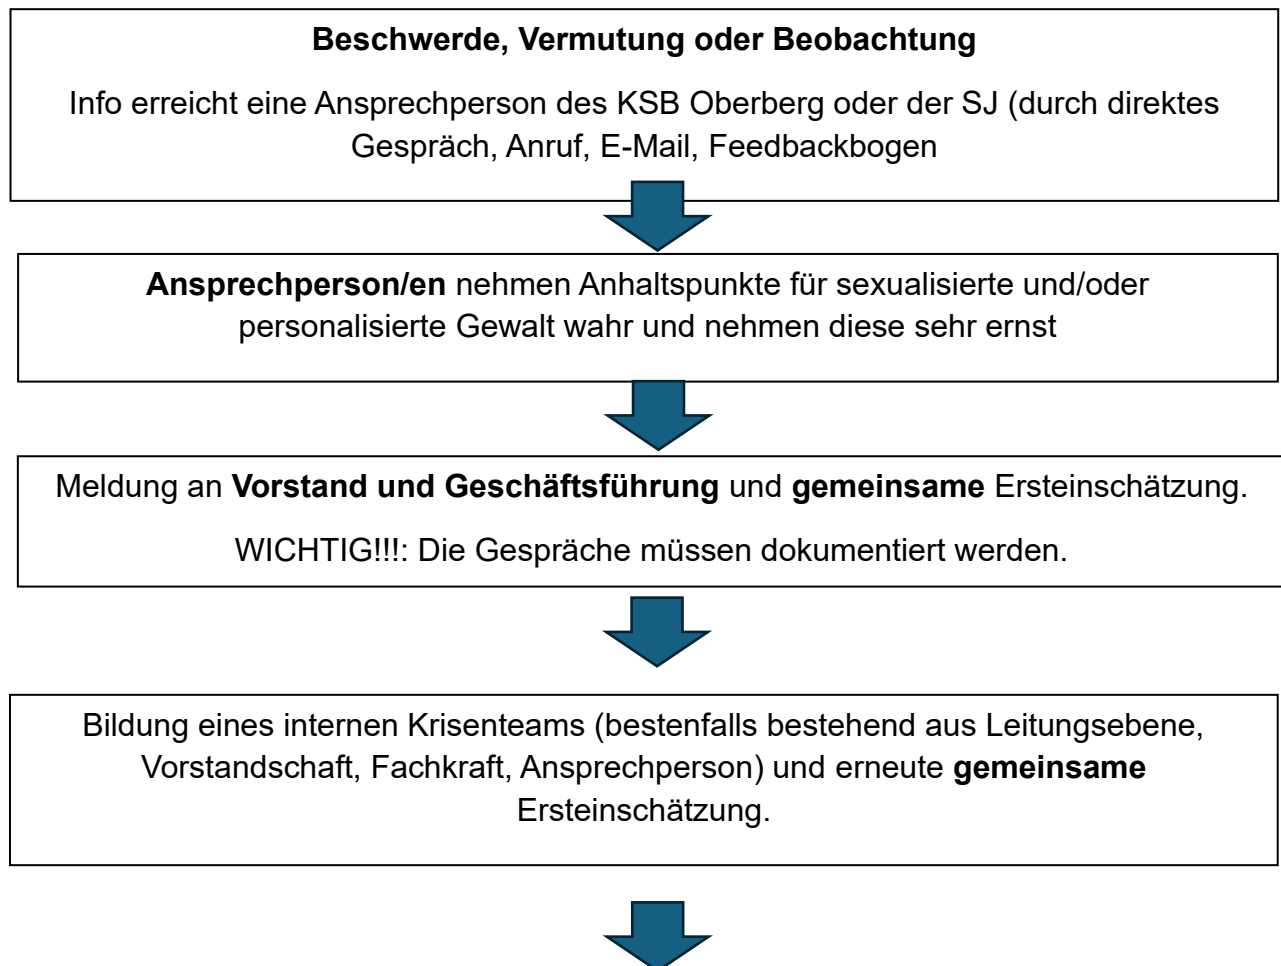 Beschwerde, Vermutung oder Beobachtung
Info erreicht eine Ansprechperson des KSB Oberberg oder der SJ (durch direktes
Gespräch, Anruf, E-Mail, Feedbackbogen
Ansprechperson/en nehmen Anhaltspunkte für sexualisierte und/oder
personalisierte Gewalt wahr und nehmen diese sehr ernst
Meldung an Vorstand und Geschäftsführung und gemeinsame Ersteinschätzung.
WICHTIG!!!: Die Gespräche müssen dokumentiert werden.
Bildung eines internen Krisenteams (bestenfalls bestehend aus Leitungsebene,
Vorstandschaft, Fachkraft, Ansprechperson) und erneute gemeinsame
Ersteinschätzung.